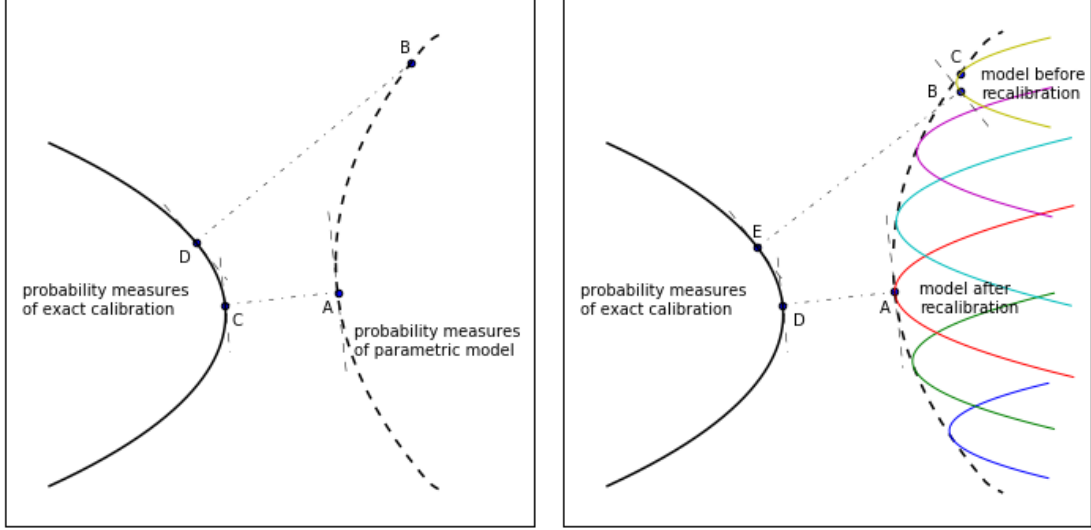 B
D
probability measures
of exact calibration
C
A
probability measures
of parametric model
C
model before
recalibration
B
E
probability measures
of exact calibration
D
model after
recalibration
A